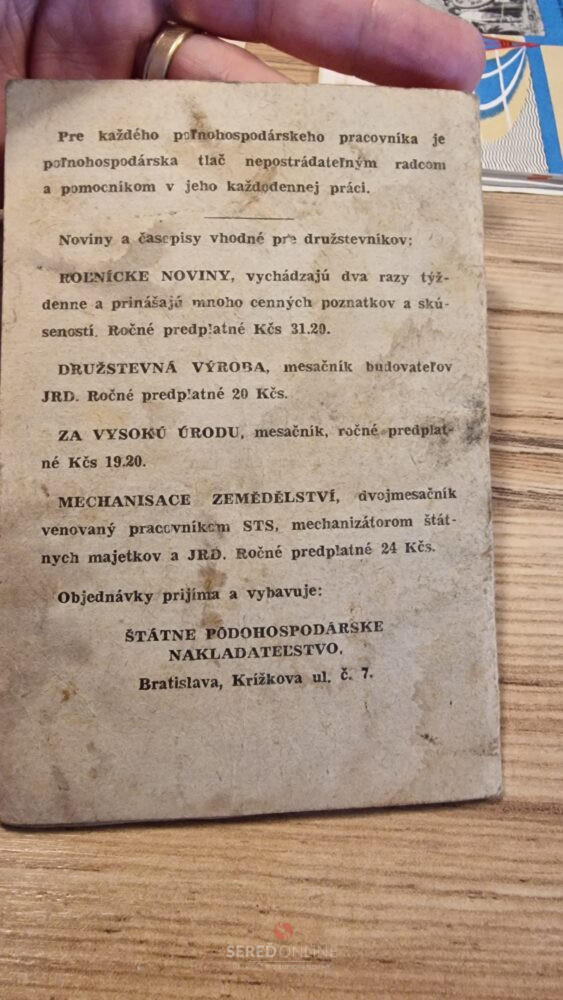 Pre každého poľnohospodárskeho pracovníka je
poľnohospodárska tlač nepostrádateľným radcom
a pomocníkom v jeho každodennej práci.
Noviny a časopisy vhodné pre družstevníkov:
ROĽNÍCKE NOVINY, vychádzajú dva razy týž-
denne a prinášajú mnoho cenných poznatkov a skú-
seností. Ročné predplatné Kčs 31.20.
DRUŽSTEVNÁ VÝROBA, mesačník budovateľov
JRD. Ročné predplatné 20 Kčs.
ZA VYSOKÚ ÚRODU, mesačník, ročné predplat-
né Kčs 19.20.
MECHANISACE ZEMĚDĚLSTVÍ, dvojmesačník
venovaný pracovníkom STS, mechanizátorom štát-
nych majetkov a JRD. Ročné predplatné 24 Kčs.
Objednávky prijíma a vybavuje:
ŠTÁTNE PÔDOHOSPODÁRSKE
NAKLADATEĽSTVO,
Bratislava, Krížkova ul. č. 7.
SEREDONLINE